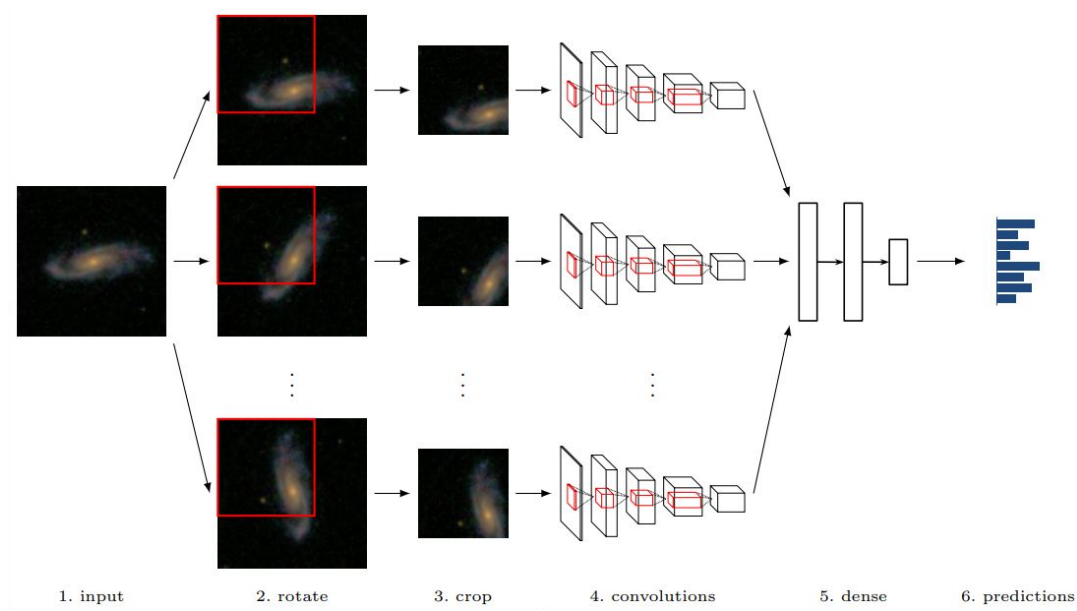 1. input 2. rotate 3. crop 4. convolutions 5. dense 6. predictions